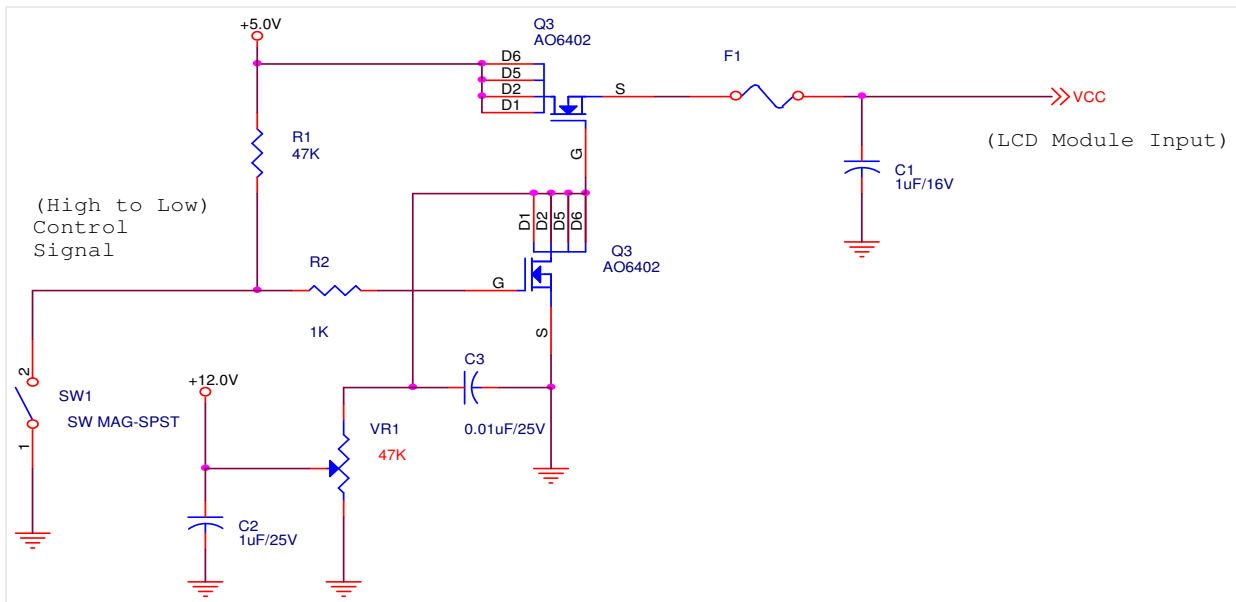 +5.0V
Q3
AO6402
F1
D6
D5
D2
D1
S
VCC
(LCD Module Input)
R1
47K
G
C1
1uF/16V
(High to Low)
Control
Signal
D1
D2
D5
D6
Q3
AO6402
R2
G
1K
S
C3
+12.0V
2
SW1
SW MAG-SPST
1
VR1
47K
0.01uF/25V
C2
1uF/25V